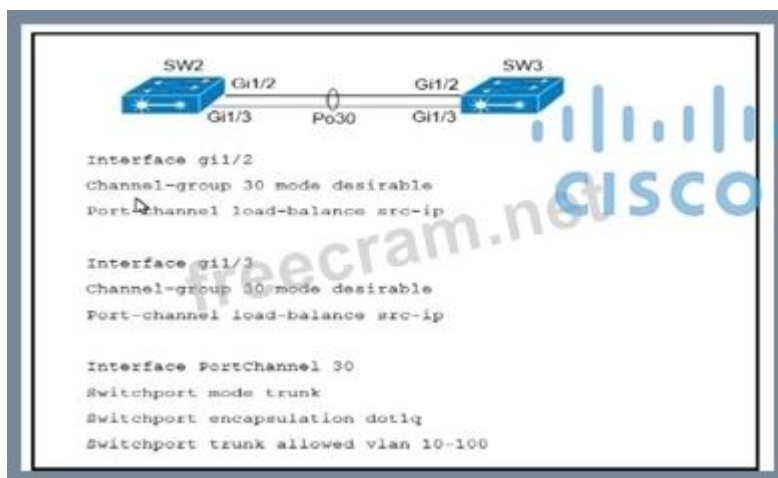 SW2
SW3
Gi1/2
Gi1/2
Gi1/3
Po30
Gi1/3
Interface gi1/2
Channel-group 30 mode desirable
Port-channel load-balance src-ip
CISCO
freecram.net
Interface gi1/3
Channel-group 30 mode desirable
Port-channel load-balance src-ip
Interface PortChannel 30
Switchport mode trunk
Switchport encapsulation dot1q
Switchport trunk allowed vlan 10-100